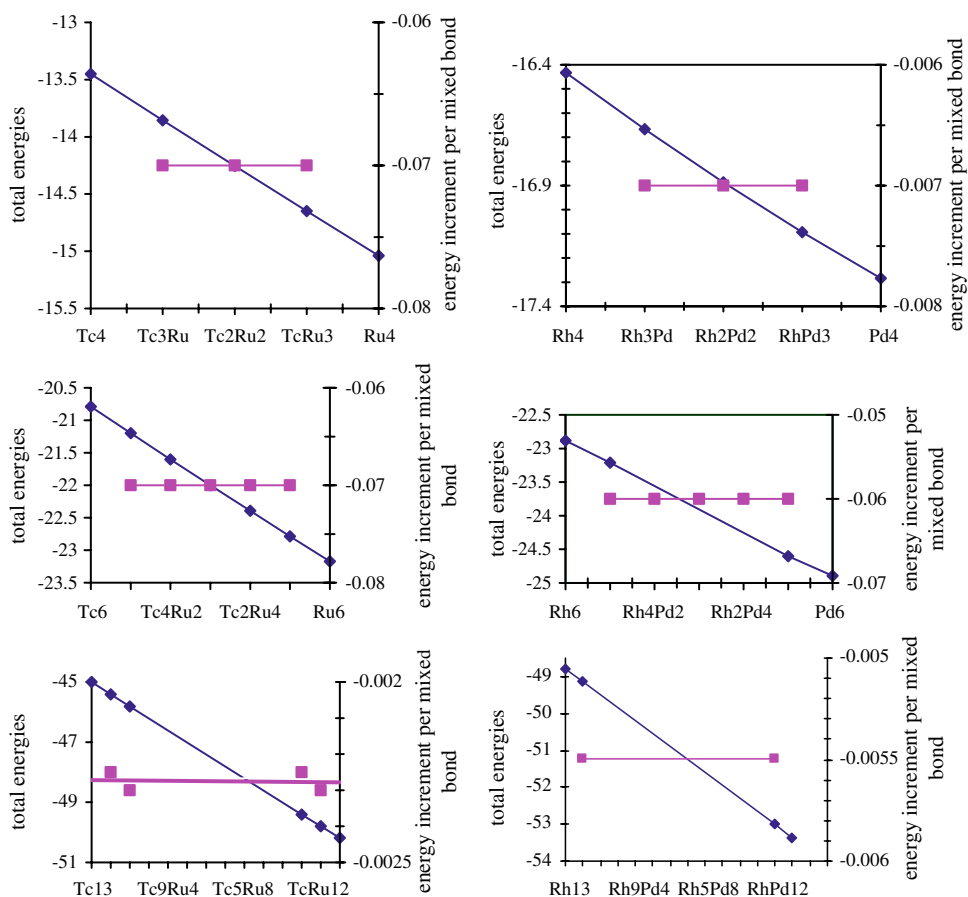 -13
-13.5
-14
-14.5
-15
-15.5
total energies
Tc4 Tc3Ru Tc2Ru2 TcRu3 Ru4
-0.06
-0.07
-0.08
energy increment per mixed bond
-16.4
-16.9
-17.4
total energies
Rh4 Rh3Pd Rh2Pd2 RhPd3 Pd4
-0.006
-0.007
-0.008
energy increment per mixed bond
-20.5
-21
-21.5
-22
-22.5
-23
-23.5
total energies
Tc6 Tc4Ru2 Tc2Ru4 Ru6
-0.06
-0.07
-0.08
energy increment per mixed
bond
-22.5
-23
-23.5
-24
-24.5
-25
total energies
Rh6 Rh4Pd2 Rh2Pd4 Pd6
-0.05
-0.06
-0.07
energy increment per
mixed bond
-45
-47
-49
-51
total energies
Tc13 Tc9Ru4 Tc5Ru8 TcRu12
-0.002
-0.0025
energy increment per mixed
bond
-49
-50
-51
-52
-53
-54
total energies
Rh13 Rh9Pd4 Rh5Pd8 RhPd12
-0.005
-0.0055
-0.006
energy increment per mixed
bond